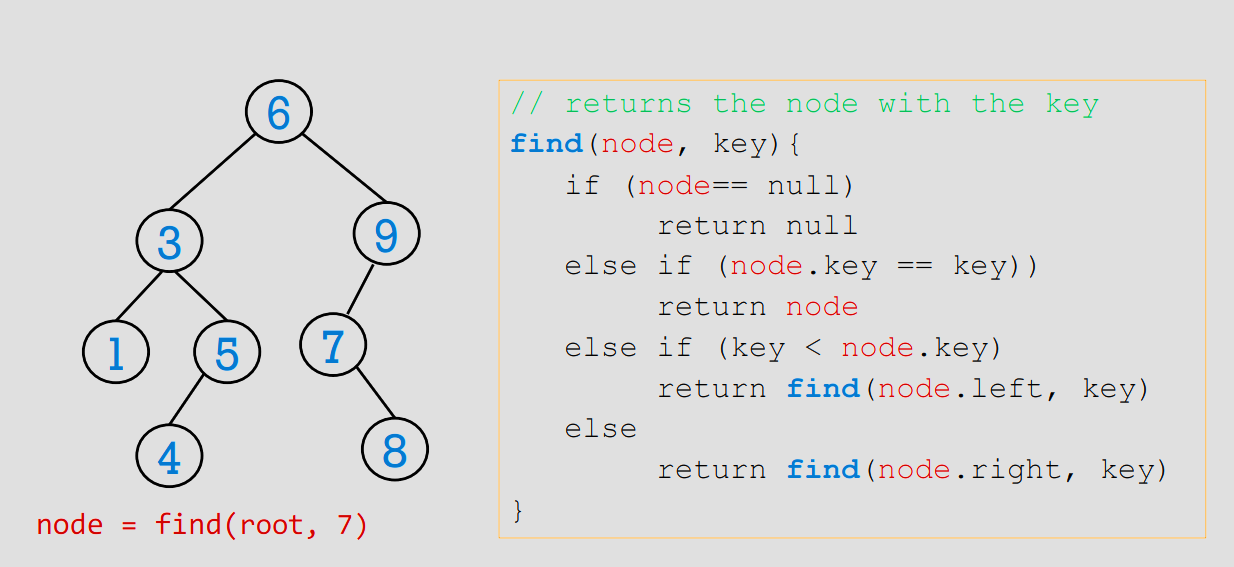 6
3 9
1 5 7
4 8
node = find(root, 7)
// returns the node with the key
find(node, key){
if (node== null)
return null
else if (node.key == key))
return node
else if (key < node.key)
return find(node.left, key)
else
return find(node.right, key)
}